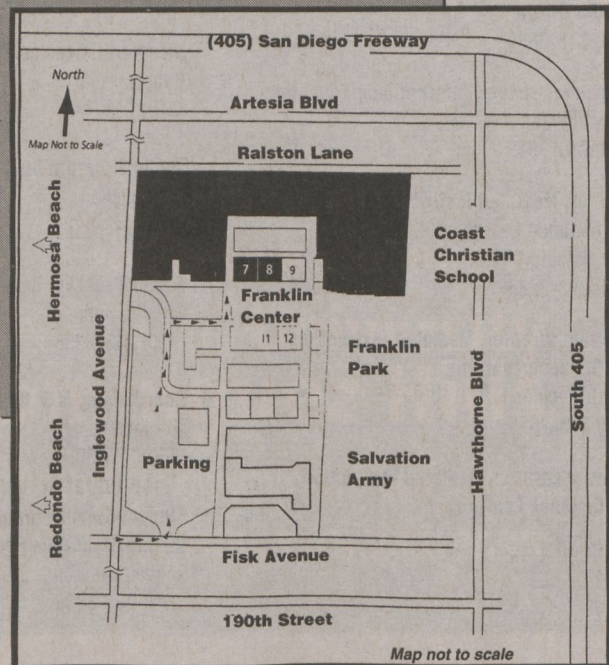 (405) San Diego Freeway
North
Map Not to Scale
Artesia Blvd
Ralston Lane
Hermosa Beach
Coast
Christian
School
7 8 9
Franklin
Center
11 12
Franklin
Park
Inglewood Avenue
Hawthorne Blvd
South 405
Redondo Beach
Parking
Salvation
Army
Fisk Avenue
190th Street
Map not to scale